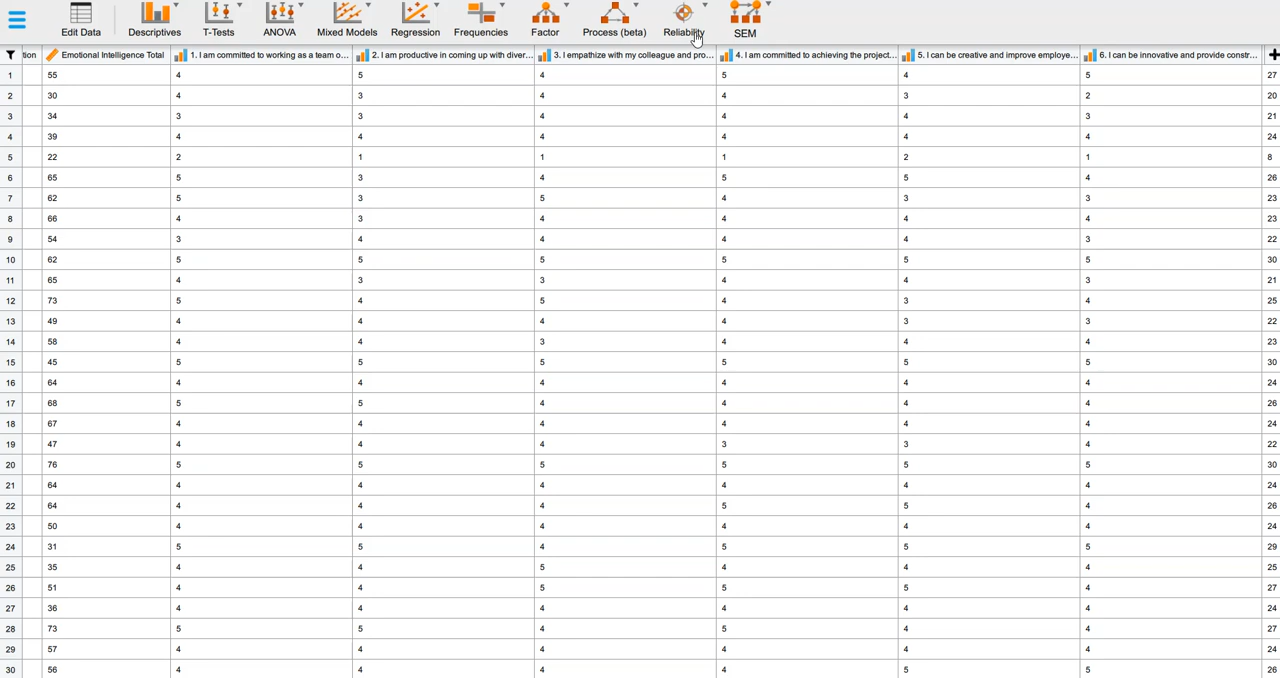 Edit Data Descriptives T-Tests ANOVA Mixed Models Regression Frequencies Factor Process (beta) Reliability SEM
tion Emotional Intelligence Total 1. I am committed to working as a team o... 2. I am productive in coming up with diver... 3. I empathize with my colleague and pro... 4. I am committed to achieving the project... 5. I can be creative and improve employe... 6. I can be innovative and provide constr...
1 55 4 5 4 5 4 5 27
2 30 4 3 4 4 3 2 20
3 34 3 3 4 4 4 3 21
4 39 4 4 4 4 4 4 24
5 22 2 1 1 1 2 1 8
6 65 5 3 4 5 5 4 26
7 62 5 3 5 4 3 3 23
8 66 4 3 4 4 4 4 23
9 54 3 4 4 4 4 3 22
10 62 5 5 5 5 5 5 30
11 65 4 3 3 4 4 3 21
12 73 5 4 5 4 3 4 25
13 49 4 4 4 4 3 3 22
14 58 4 4 3 4 4 4 23
15 45 5 5 5 5 5 5 30
16 64 4 4 4 4 4 4 24
17 68 5 5 4 4 4 4 26
18 67 4 4 4 4 4 4 24
19 47 4 4 4 3 3 4 22
20 76 5 5 5 5 5 5 30
21 64 4 4 4 4 4 4 24
22 64 4 4 4 5 5 4 26
23 50 4 4 4 4 4 4 24
24 31 5 5 4 5 5 5 29
25 35 4 4 5 4 4 4 25
26 51 4 4 5 5 5 4 27
27 36 4 4 4 4 4 4 24
28 73 5 5 4 5 4 4 27
29 57 4 4 4 4 4 4 24
30 56 4 4 4 4 5 5 26